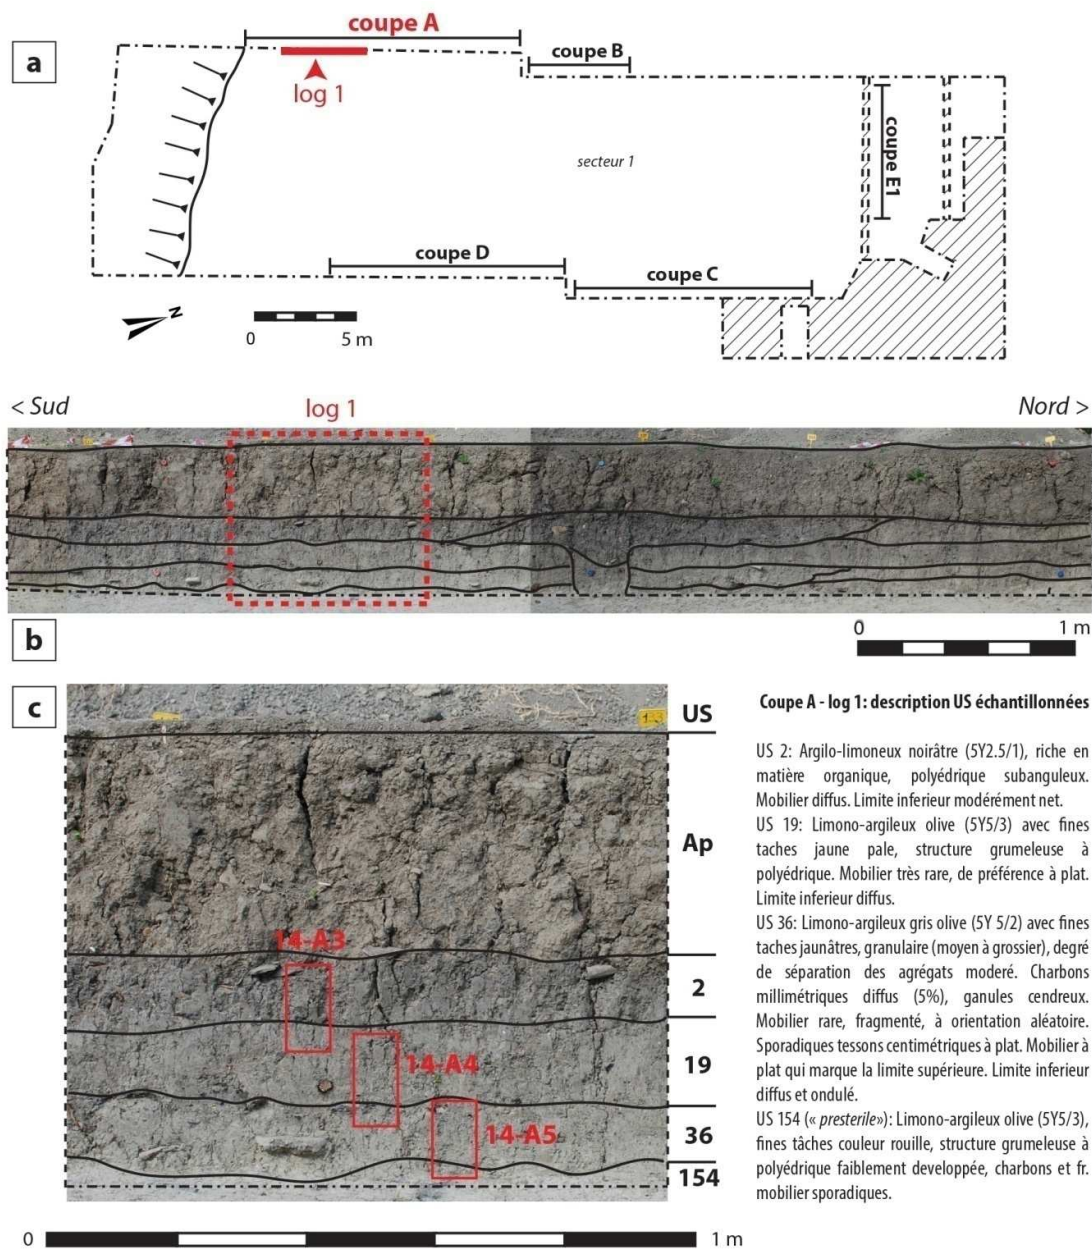 a
coupe A
coupe B
log 1
secteur 1
coupe E1
coupe D
coupe C
N
0 5 m
< Sud
log 1
Nord >
b
0 1 m
c
US
Ap
14-A3
2
14-A4
19
14-A5
36
154
0 1 m
Coupe A - log 1: description US échantillonnées
US 2: Argilo-limoneux noirâtre (5Y2.5/1), riche en
matière organique, polyédrique subanguleux.
Mobilier diffus. Limite inferieur modérément net.
US 19: Limono-argileux olive (5Y5/3) avec fines
taches jaune pale, structure grumeleuse à
polyédrique. Mobilier très rare, de préférence à plat.
Limite inferieur diffus.
US 36: Limono-argileux gris olive (5Y 5/2) avec fines
taches jaunâtres, granulaire (moyen à grossier), degré
de séparation des agrégats moderé. Charbons
millimétriques diffus (5%), ganules cendreux.
Mobilier rare, fragmenté, à orientation aléatoire.
Sporadiques tessons centimétriques à plat. Mobilier à
plat qui marque la limite supérieure. Limite inferieur
diffus et ondulé.
US 154 (« presterile»): Limono-argileux olive (5Y5/3),
fines tâches couleur rouille, structure grumeleuse à
polyédrique faiblement developpée, charbons et fr.
mobilier sporadiques.